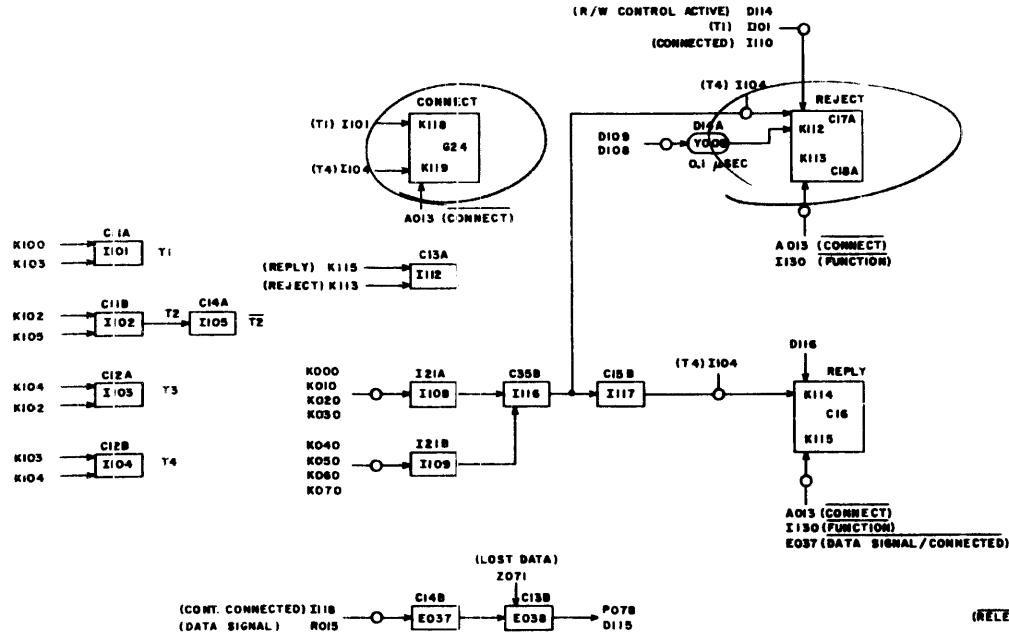 (R/W CONTROL ACTIVE) D114
(T1) I101
(CONNECTED) I110
CONNECT
(T1) I101
K118
G24
(T4) I104
K119
A013 (CONNECT)
(T4) I104
REJECT
C17A
D109
D108
D14A
Y008
0.1 µSEC
K112
K113
C18A
A013 (CONNECT)
I130 (FUNCTION)
K100
K103
C11A
I101
T1
(REPLY) K115
(REJECT) K113
C13A
I112
K102
K105
C11B
I102
T2
C14A
I105
T2
K104
K102
C12A
I103
T3
K103
K104
C12B
I104
T4
K000
K010
K020
K030
I21A
I108
C35B
I116
C15B
I117
(T4) I104
D116
REPLY
K114
C16
K115
K040
K050
K060
K070
I21B
I109
A013 (CONNECT)
I130 (FUNCTION)
E037 (DATA SIGNAL/CONNECTED)
(LOST DATA)
Z071
(CONT. CONNECTED) I118
(DATA SIGNAL) R015
C14B
E037
C13B
E038
P078
D115
(RELE